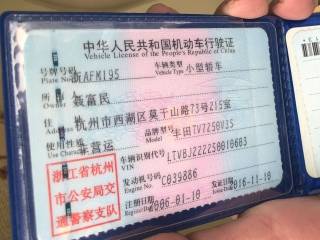 中华人民共和国机动车行驶证
Vehicle License of the People's Republic of China
号牌号码 浙AFK195 车辆类型 小型轿车
Plate No. Vehicle Type
所有人 聂富民
住址 杭州市西湖区莫干山路73号215室
使用性质 非营运 品牌型号 丰田TV7250V3S
Use Character
车辆识别代号 LTVBJ22225B010603
VIN
发动机号码 C039886
Engine No.
注册日期 2006-01-10 发证日期 2016-11-10
浙江省杭州
市公安局交
通警察支队